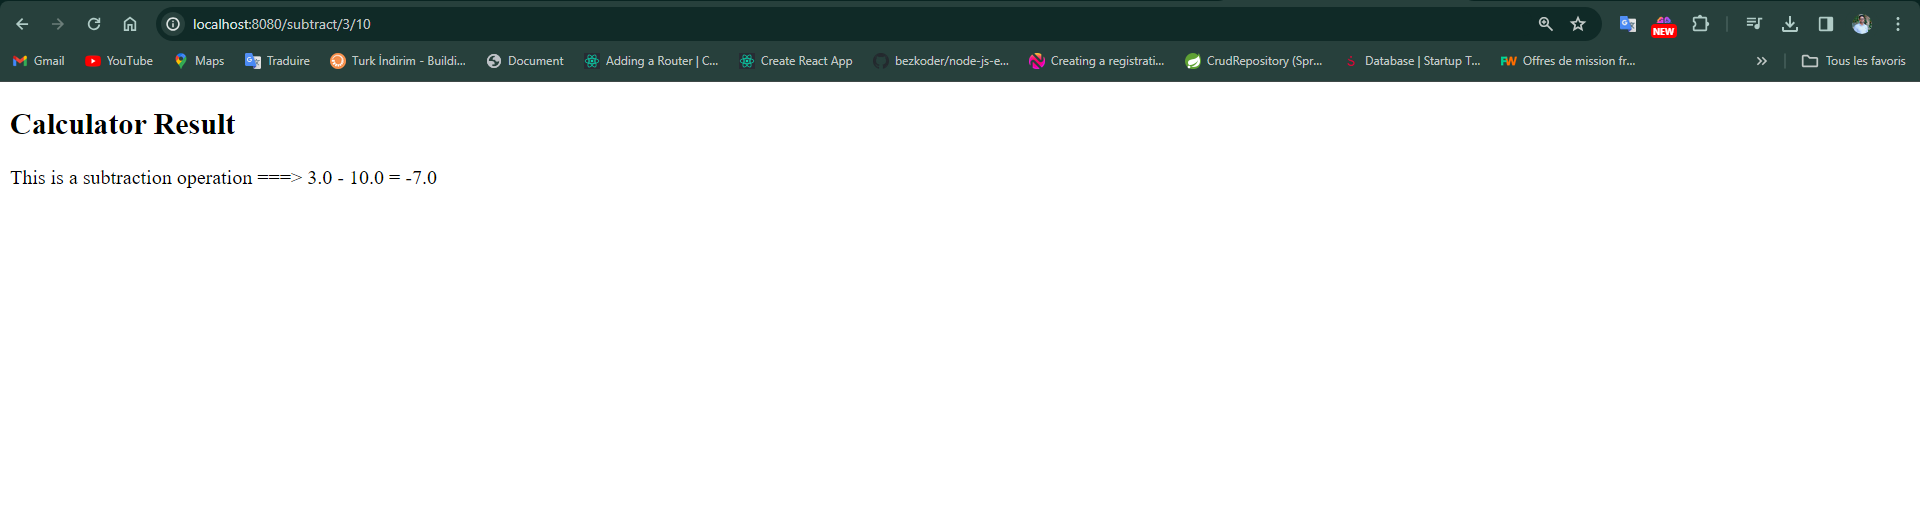 localhost:8080/subtract/3/10
NEW
Gmail YouTube Maps Traduire Turk İndirim - Buildi... Document Adding a Router | C... Create React App bezkoder/node-js-e... Creating a registrati... CrudRepository (Spr... Database | Startup T... FW Offres de mission fr... » Tous les favoris
Calculator Result
This is a subtraction operation ===> 3.0 - 10.0 = -7.0